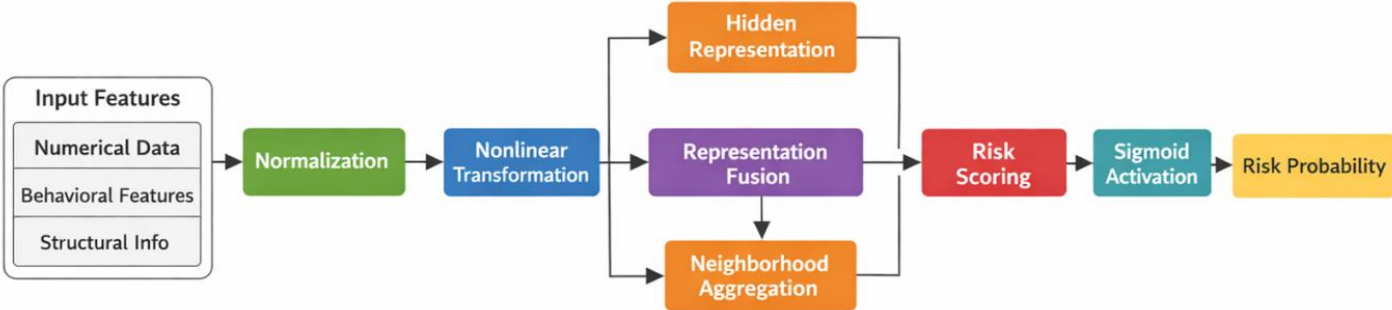 Input Features
Numerical Data
Behavioral Features
Structural Info
Normalization
Nonlinear
Transformation
Hidden
Representation
Representation
Fusion
Neighborhood
Aggregation
Risk
Scoring
Sigmoid
Activation
Risk Probability